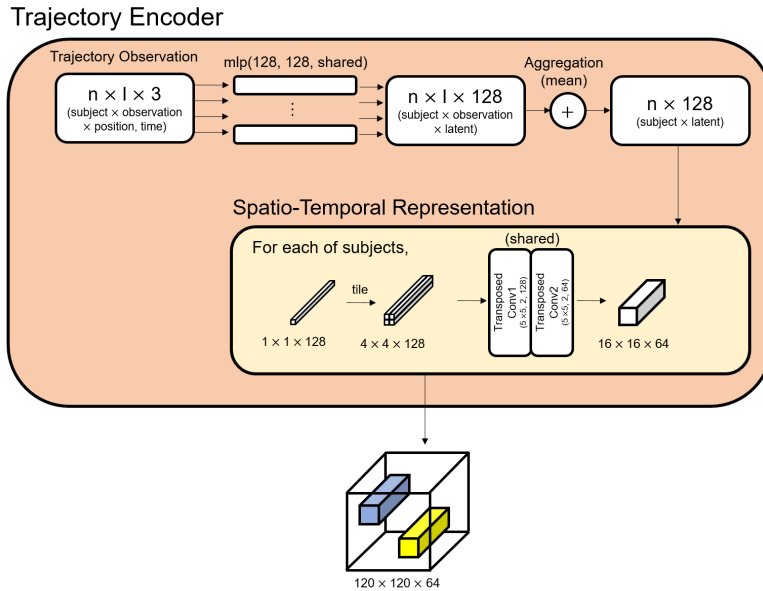 Trajectory Encoder
Trajectory Observation
n × l × 3
(subject × observation
× position, time)
mlp(128, 128, shared)
⋮
n × l × 128
(subject × observation
× latent)
Aggregation
(mean)
+
n × 128
(subject × latent)
Spatio-Temporal Representation
For each of subjects,
1 × 1 × 128
tile
4 × 4 × 128
(shared)
Transposed
Conv1
(5 ×5, 2, 128)
Transposed
Conv2
(5 ×5, 2, 64)
16 × 16 × 64
120 × 120 × 64